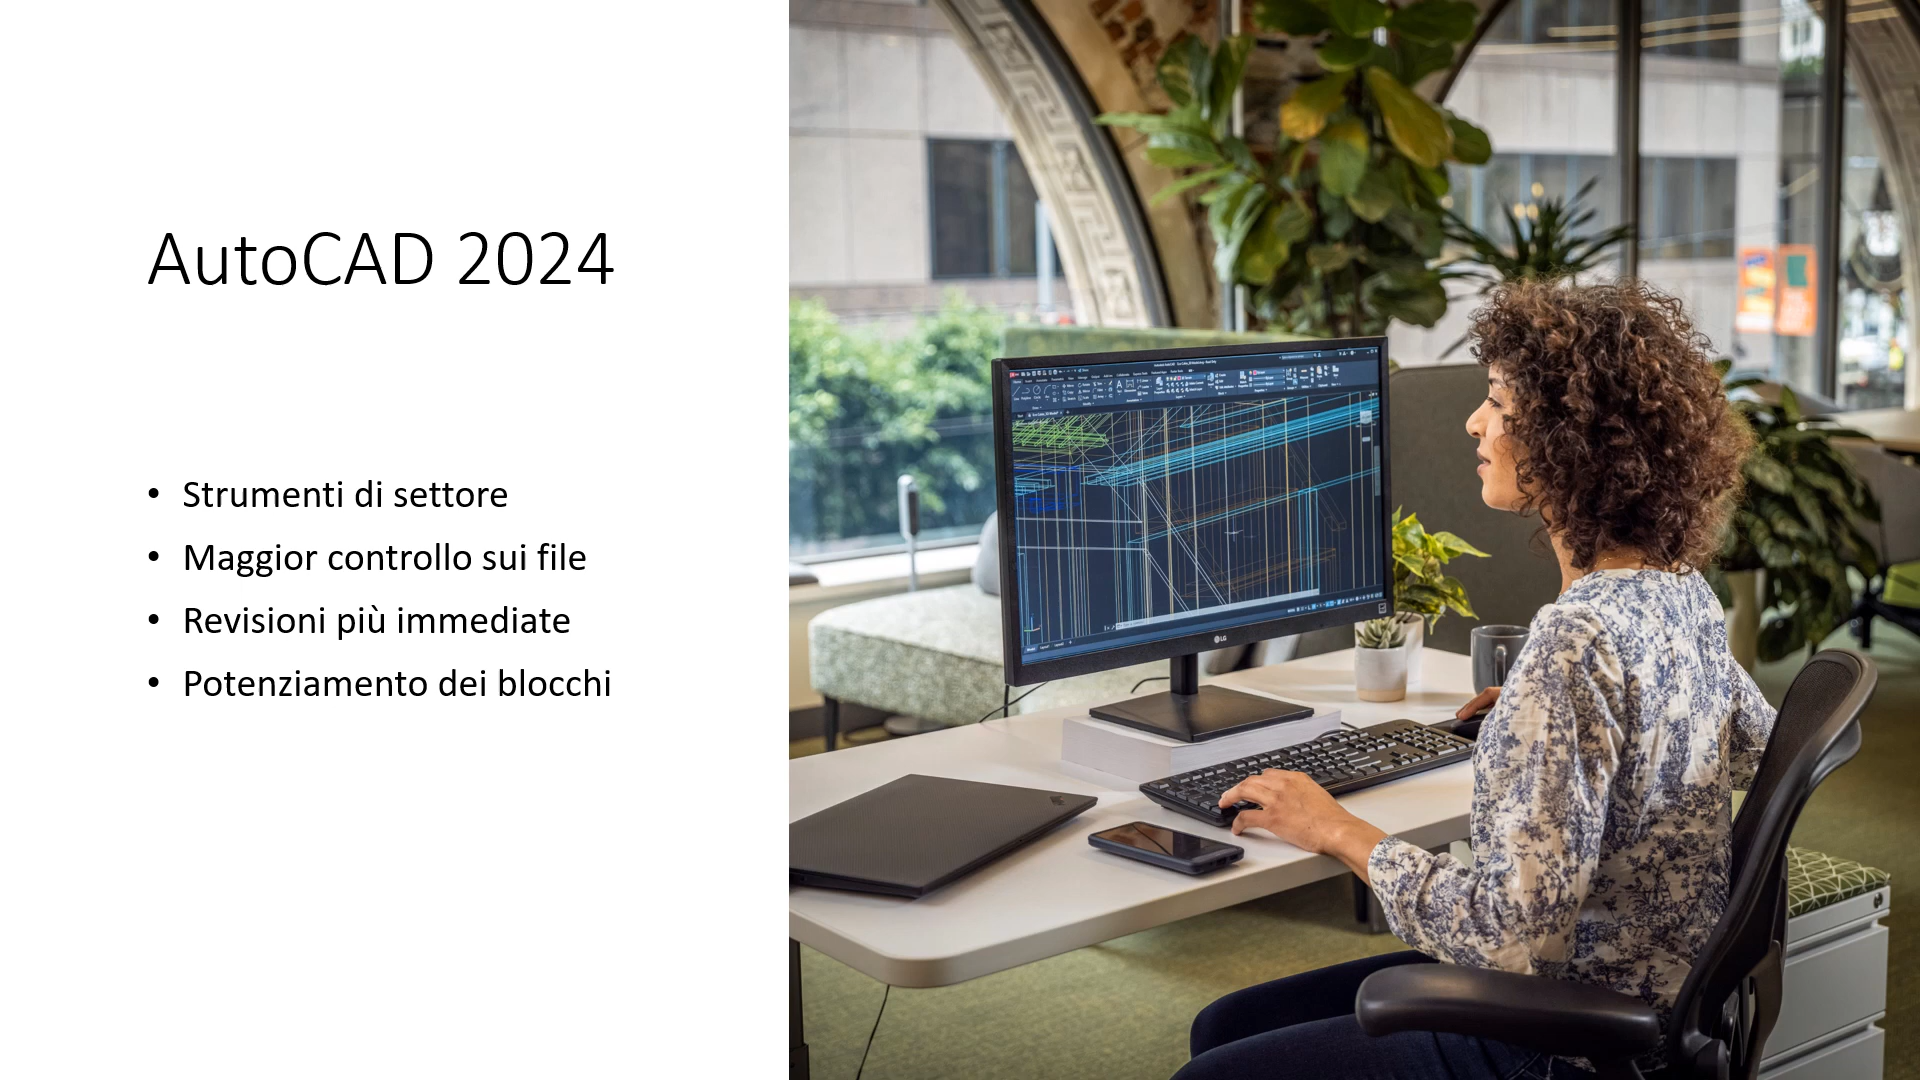 AutoCAD 2024
• Strumenti di settore
• Maggior controllo sui file
• Revisioni più immediate
• Potenziamento dei blocchi
LG